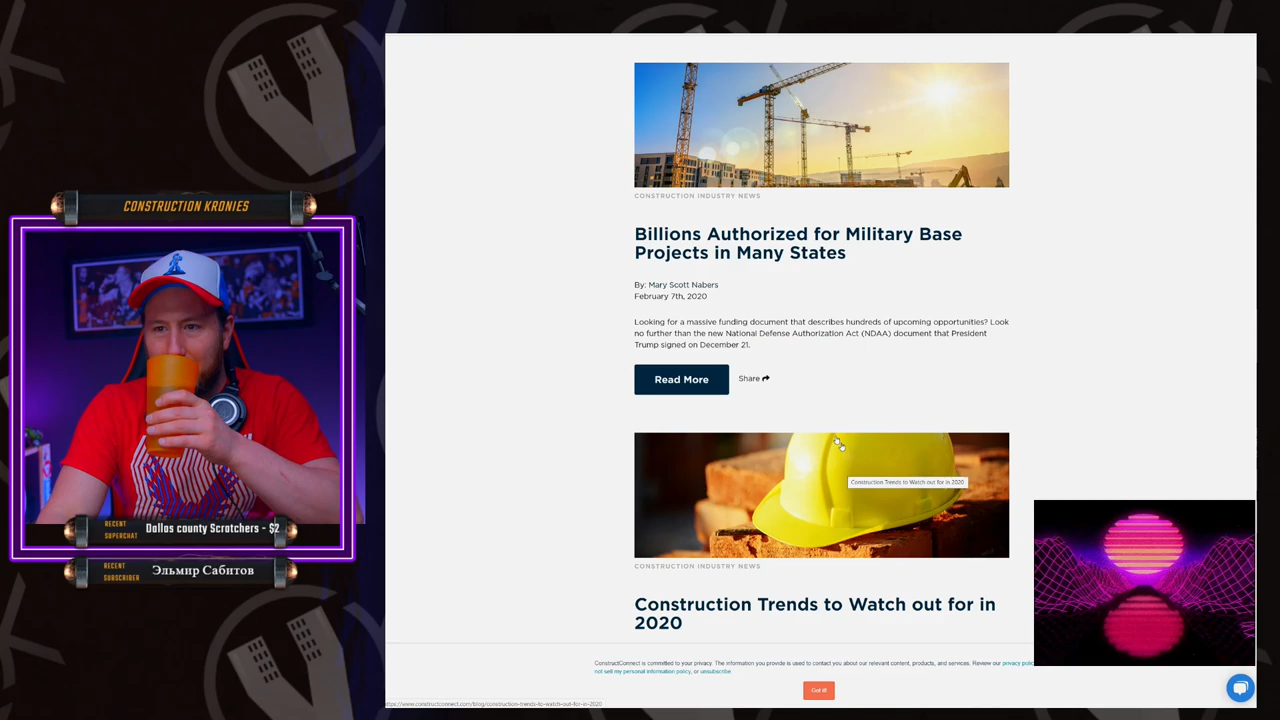 CONSTRUCTION KRONIES
RECENT SUPERCHAT
Dallas county Scratchers - $2
RECENT SUBSCRIBER
Эльмир Сабитов
CONSTRUCTION INDUSTRY NEWS
Billions Authorized for Military Base
Projects in Many States
By: Mary Scott Nabers
February 7th, 2020
Looking for a massive funding document that describes hundreds of upcoming opportunities? Look
no further than the new National Defense Authorization Act (NDAA) document that President
Trump signed on December 21.
Read More
Share
Construction Trends to Watch out for in 2020
CONSTRUCTION INDUSTRY NEWS
Construction Trends to Watch out for in
2020
ConstructConnect is committed to your privacy. The information you provide is used to contact you about our relevant content, products, and services. Review our privacy
not sell my personal information policy, or unsubscribe
Got it!
https://www.constructconnect.com/blog/construction-trends-to-watch-out-for-in-2020